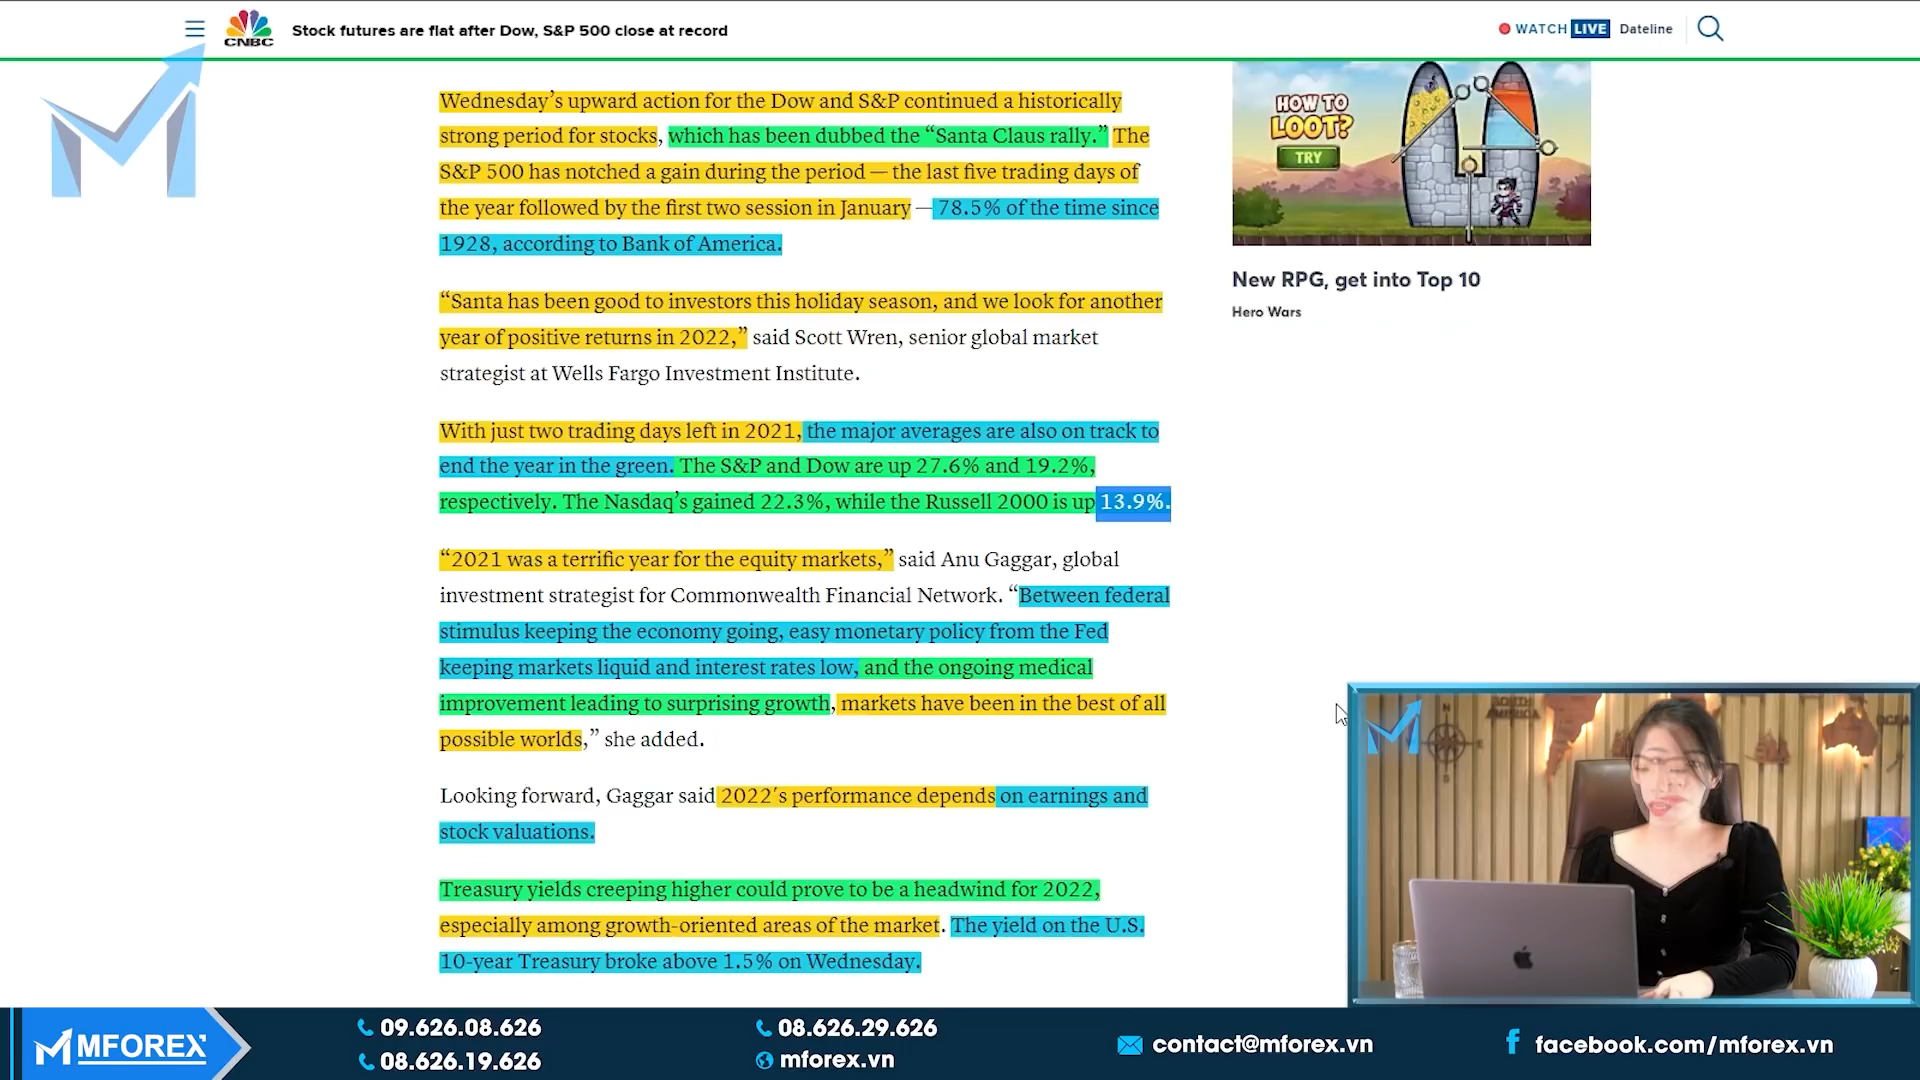 CNBC
Stock futures are flat after Dow, S&P 500 close at record
WATCH LIVE
Dateline
Wednesday’s upward action for the Dow and S&P continued a historically
strong period for stocks, which has been dubbed the “Santa Claus rally.” The
S&P 500 has notched a gain during the period — the last five trading days of
the year followed by the first two session in January — 78.5% of the time since
1928, according to Bank of America.
“Santa has been good to investors this holiday season, and we look for another
year of positive returns in 2022,” said Scott Wren, senior global market
strategist at Wells Fargo Investment Institute.
With just two trading days left in 2021, the major averages are also on track to
end the year in the green. The S&P and Dow are up 27.6% and 19.2%,
respectively. The Nasdaq’s gained 22.3%, while the Russell 2000 is up 13.9%.
“2021 was a terrific year for the equity markets,” said Anu Gaggar, global
investment strategist for Commonwealth Financial Network. “Between federal
stimulus keeping the economy going, easy monetary policy from the Fed
keeping markets liquid and interest rates low, and the ongoing medical
improvement leading to surprising growth, markets have been in the best of all
possible worlds,” she added.
Looking forward, Gaggar said 2022′s performance depends on earnings and
stock valuations.
Treasury yields creeping higher could prove to be a headwind for 2022,
especially among growth-oriented areas of the market. The yield on the U.S.
10-year Treasury broke above 1.5% on Wednesday.
HOW TO
LOOT?
TRY
New RPG, get into Top 10
Hero Wars
N
S
SOUTH
AMERICA
MFOREX
09.626.08.626
08.626.19.626
08.626.29.626
mforex.vn
contact@mforex.vn
facebook.com/mforex.vn